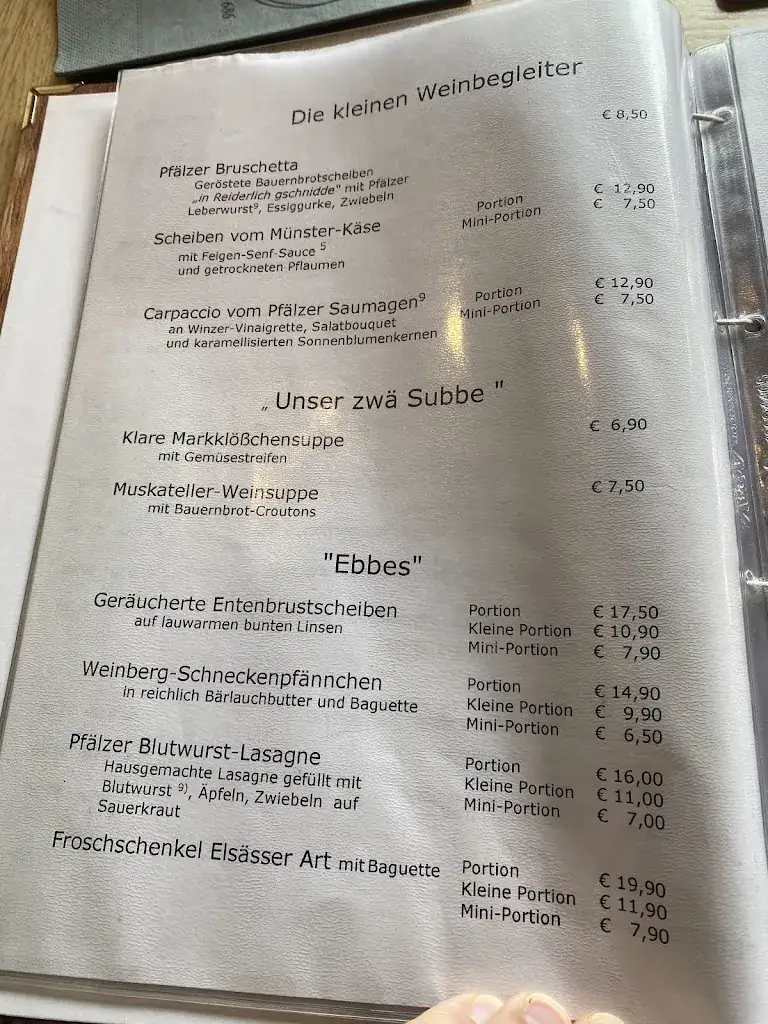 Die kleinen Weinbegleiter
Pfälzer Bruschetta € 8,50
Geröstete Bauernbrotscheiben
„in Reiderlich gschnidde" mit Pfälzer
Leberwurst⁹, Essiggurke, Zwiebeln
Scheiben vom Münster-Käse Portion € 12,90
mit Feigen-Senf-Sauce ⁵ Mini-Portion € 7,50
und getrockneten Pflaumen
Carpaccio vom Pfälzer Saumagen⁹ Portion € 12,90
an Winzer-Vinaigrette, Salatbouquet Mini-Portion € 7,50
und karamellisierten Sonnenblumenkernen
„ Unser zwä Subbe "
Klare Markklößchensuppe € 6,90
mit Gemüsestreifen
Muskateller-Weinsuppe € 7,50
mit Bauernbrot-Croutons
"Ebbes"
Geräucherte Entenbrustscheiben Portion € 17,50
auf lauwarmen bunten Linsen Kleine Portion € 10,90
Mini-Portion € 7,90
Weinberg-Schneckenpfännchen Portion € 14,90
in reichlich Bärlauchbutter und Baguette Kleine Portion € 9,90
Mini-Portion € 6,50
Pfälzer Blutwurst-Lasagne Portion € 16,00
Hausgemachte Lasagne gefüllt mit Kleine Portion € 11,00
Blutwurst ⁹⁾, Äpfeln, Zwiebeln auf Mini-Portion € 7,00
Sauerkraut
Froschschenkel Elsässer Art mit Baguette Portion € 19,90
Kleine Portion € 11,90
Mini-Portion € 7,90